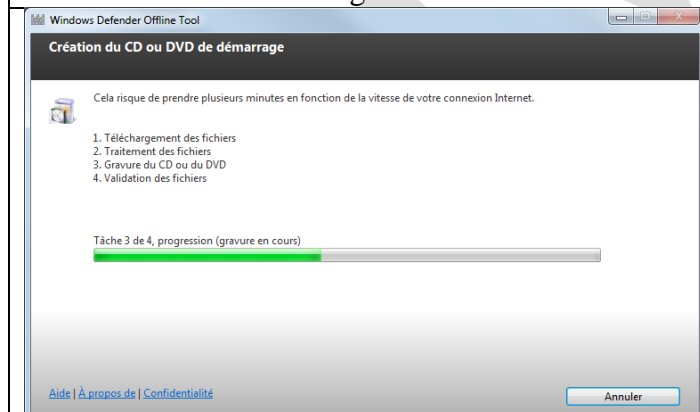 Windows Defender Offline Tool
Création du CD ou DVD de démarrage
Cela risque de prendre plusieurs minutes en fonction de la vitesse de votre connexion Internet.
1. Téléchargement des fichiers
2. Traitement des fichiers
3. Gravure du CD ou du DVD
4. Validation des fichiers
Tâche 3 de 4, progression (gravure en cours)
Aide | À propos de | Confidentialité
Annuler